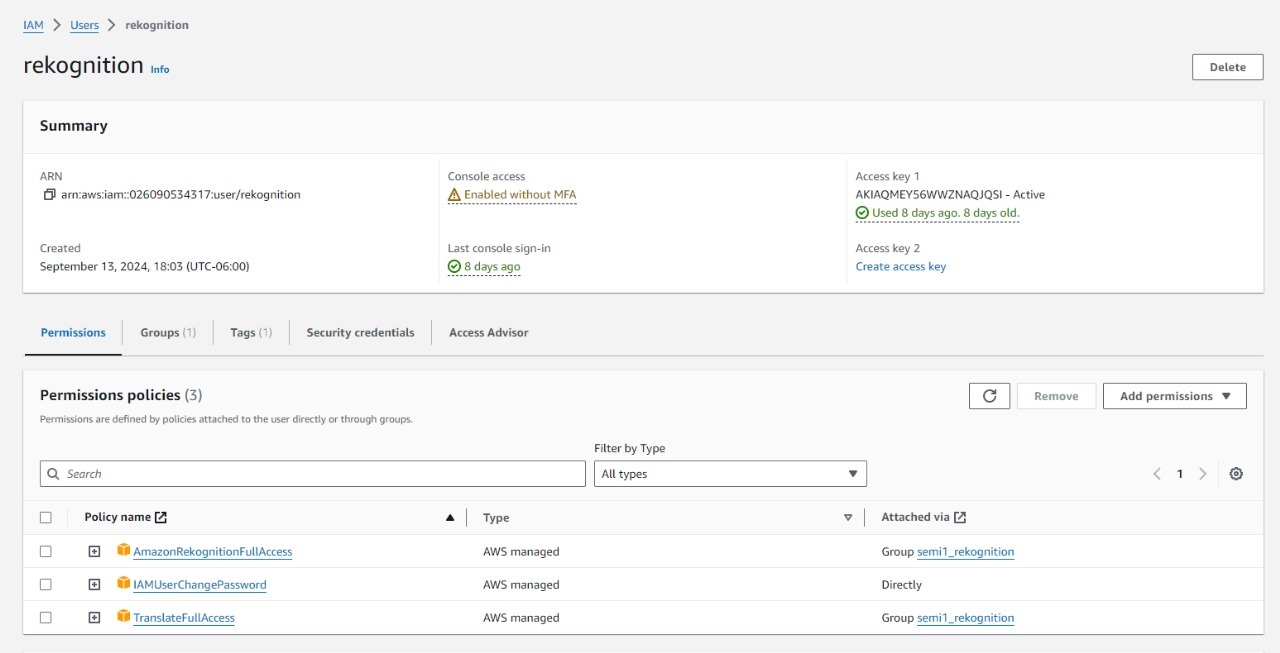 IAM > Users > rekognition
rekognition Info
Delete
Summary
ARN
arn:aws:iam::026090534317:user/rekognition
Console access
Enabled without MFA
Access key 1
AKIAQMEY56WWZNAQJQSI - Active
Used 8 days ago. 8 days old.
Created
September 13, 2024, 18:03 (UTC-06:00)
Last console sign-in
8 days ago
Access key 2
Create access key
Permissions Groups (1) Tags (1) Security credentials Access Advisor
Permissions policies (3)
Permissions are defined by policies attached to the user directly or through groups.
Remove
Add permissions
Filter by Type
Search
All types
1
Policy name Type Attached via
AmazonRekognitionFullAccess AWS managed Group semi1_rekognition
IAMUserChangePassword AWS managed Directly
TranslateFullAccess AWS managed Group semi1_rekognition